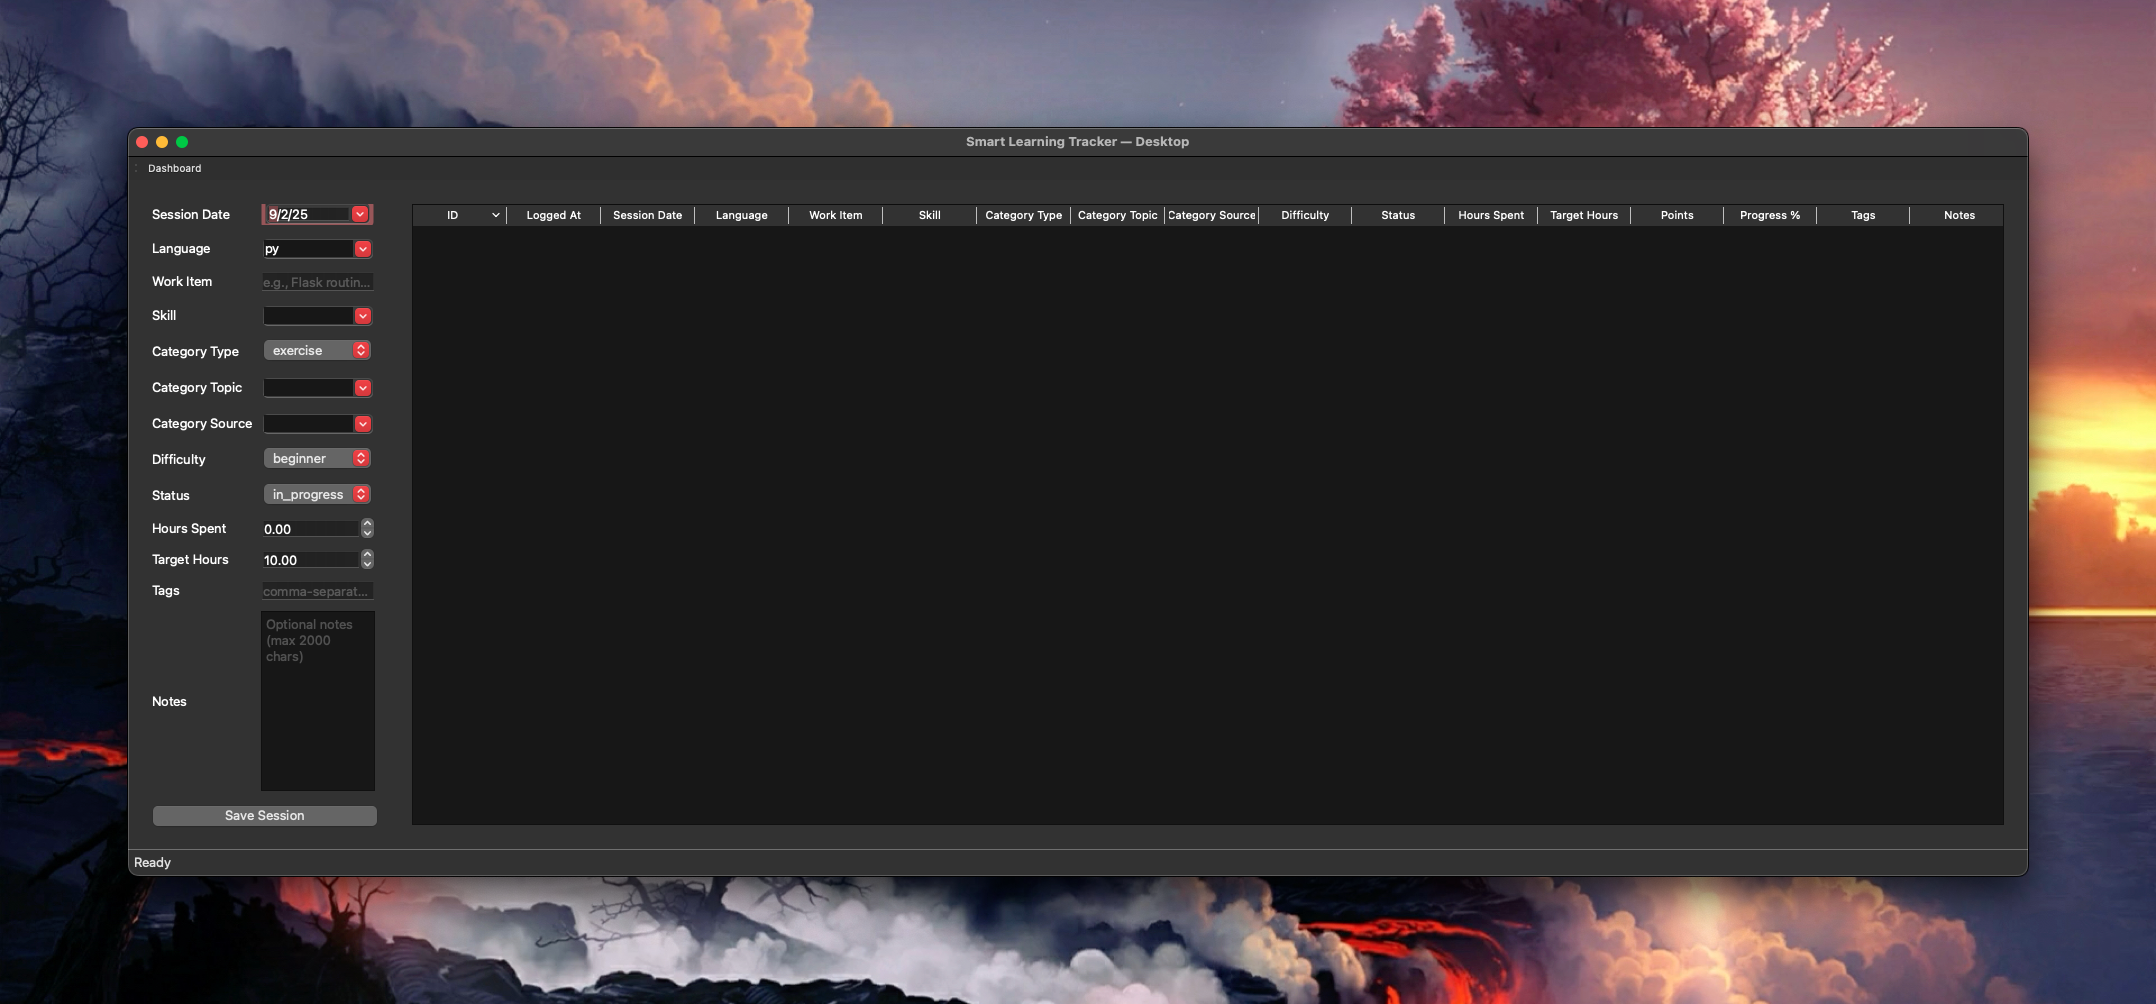 Smart Learning Tracker — Desktop
Dashboard
Session Date 9/2/25
Language py
Work Item e.g., Flask routin...
Skill
Category Type exercise
Category Topic
Category Source
Difficulty beginner
Status in_progress
Hours Spent 0.00
Target Hours 10.00
Tags comma-separat...
Notes
Optional notes
(max 2000
chars)
Save Session
ID Logged At Session Date Language Work Item Skill Category Type Category Topic Category Source Difficulty Status Hours Spent Target Hours Points Progress % Tags Notes
Ready